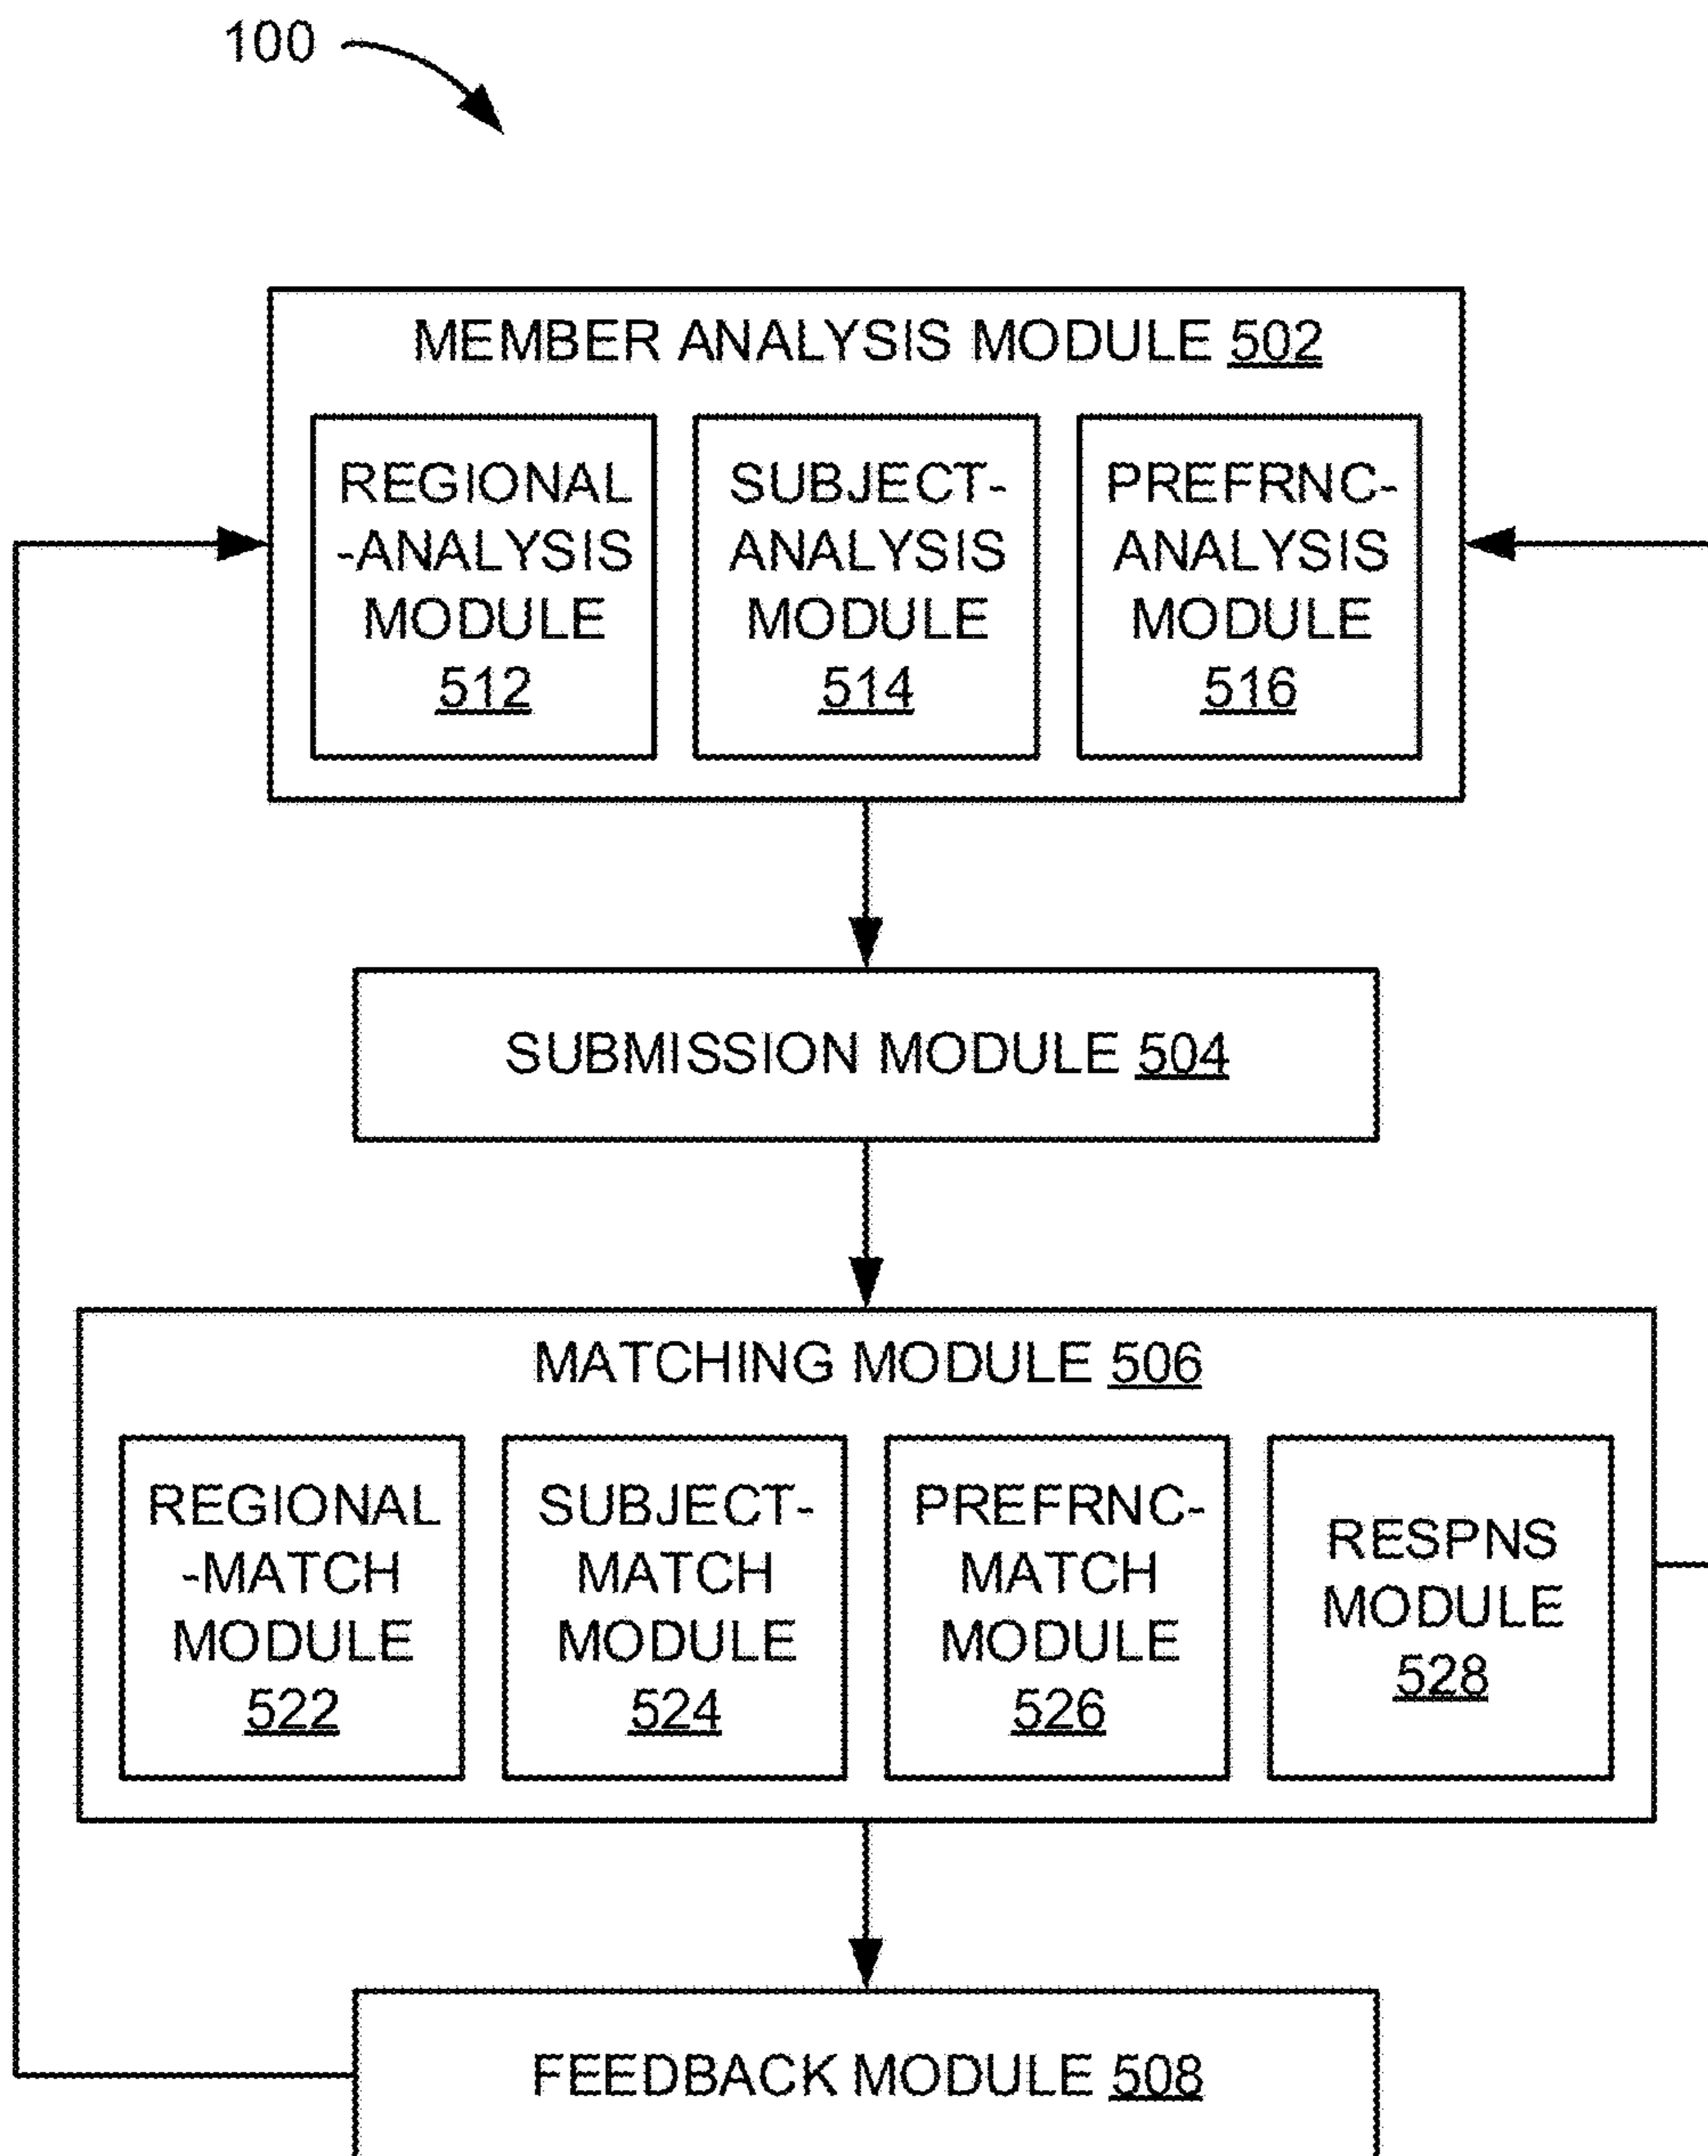 100
MEMBER ANALYSIS MODULE 502
REGIONAL
-ANALYSIS
MODULE
512
SUBJECT-
ANALYSIS
MODULE
514
PREFRNC-
ANALYSIS
MODULE
516
SUBMISSION MODULE 504
MATCHING MODULE 506
REGIONAL
-MATCH
MODULE
522
SUBJECT-
MATCH
MODULE
524
PREFRNC-
MATCH
MODULE
526
RESPNS
MODULE
528
FEEDBACK MODULE 508